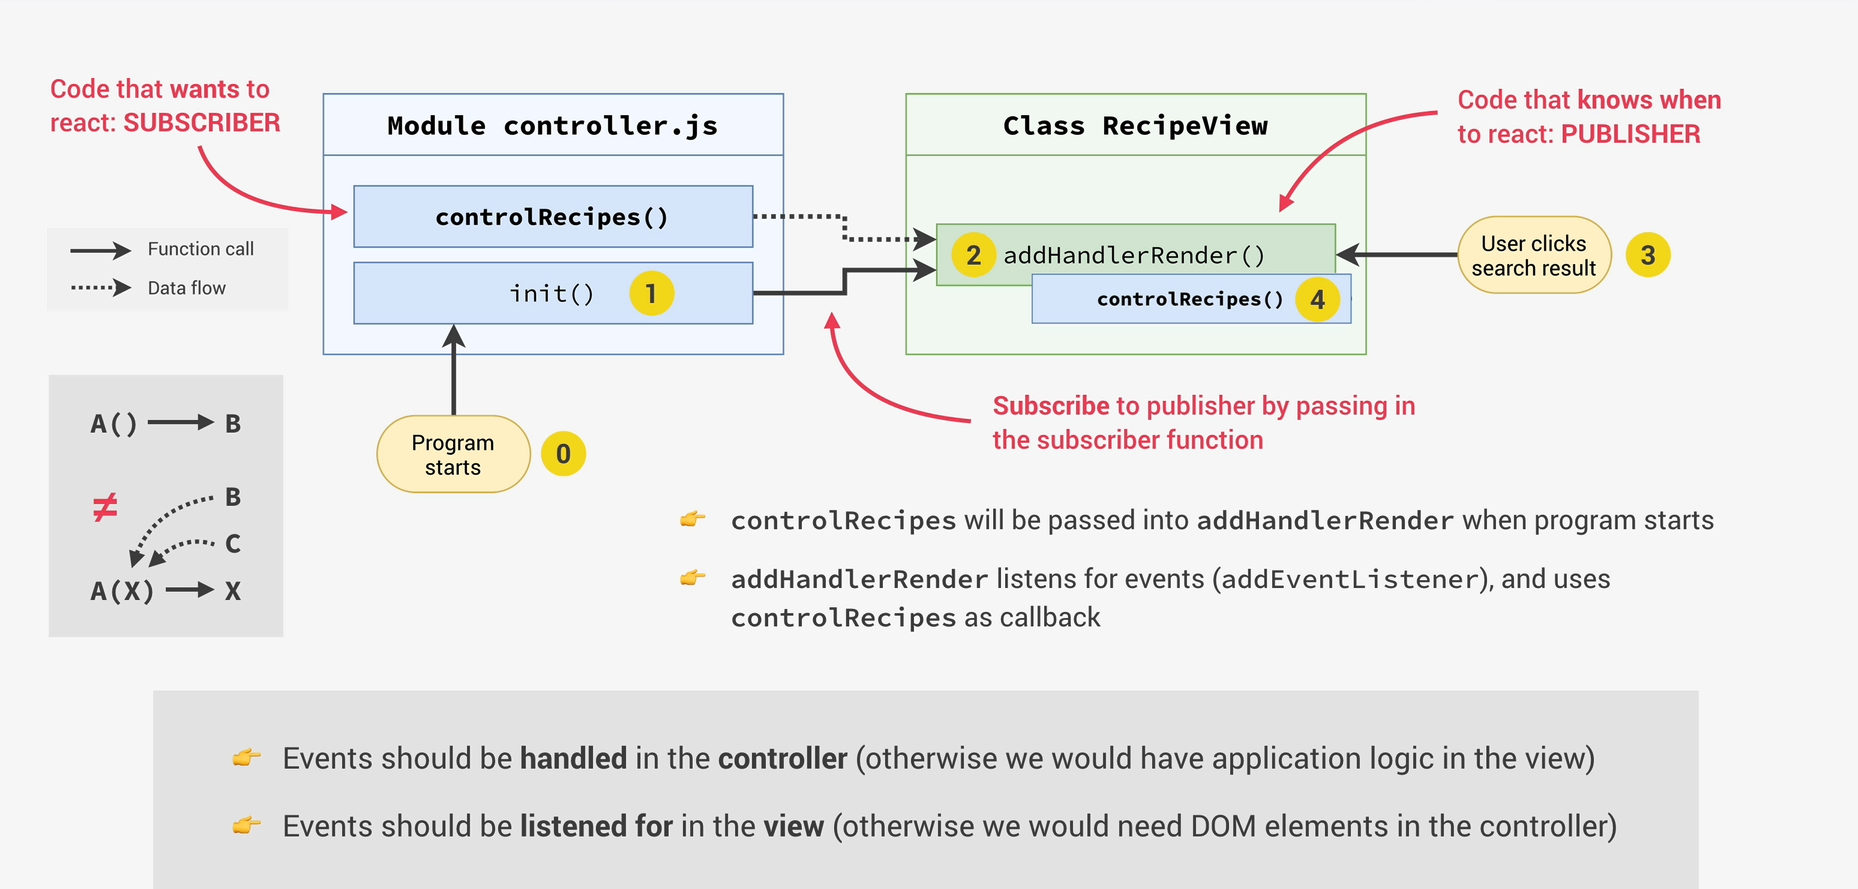 Code that wants to
react: SUBSCRIBER
Module controller.js
controlRecipes()
init()
1
Class RecipeView
2
addHandlerRender()
controlRecipes()
4
Code that knows when
to react: PUBLISHER
User clicks
search result
3
Function call
Data flow
Program
starts
0
Subscribe to publisher by passing in
the subscriber function
A() B
≠
B
C
A(X) X
👉 controlRecipes will be passed into addHandlerRender when program starts
👉 addHandlerRender listens for events (addEventListener), and uses
controlRecipes as callback
👉 Events should be handled in the controller (otherwise we would have application logic in the view)
👉 Events should be listened for in the view (otherwise we would need DOM elements in the controller)